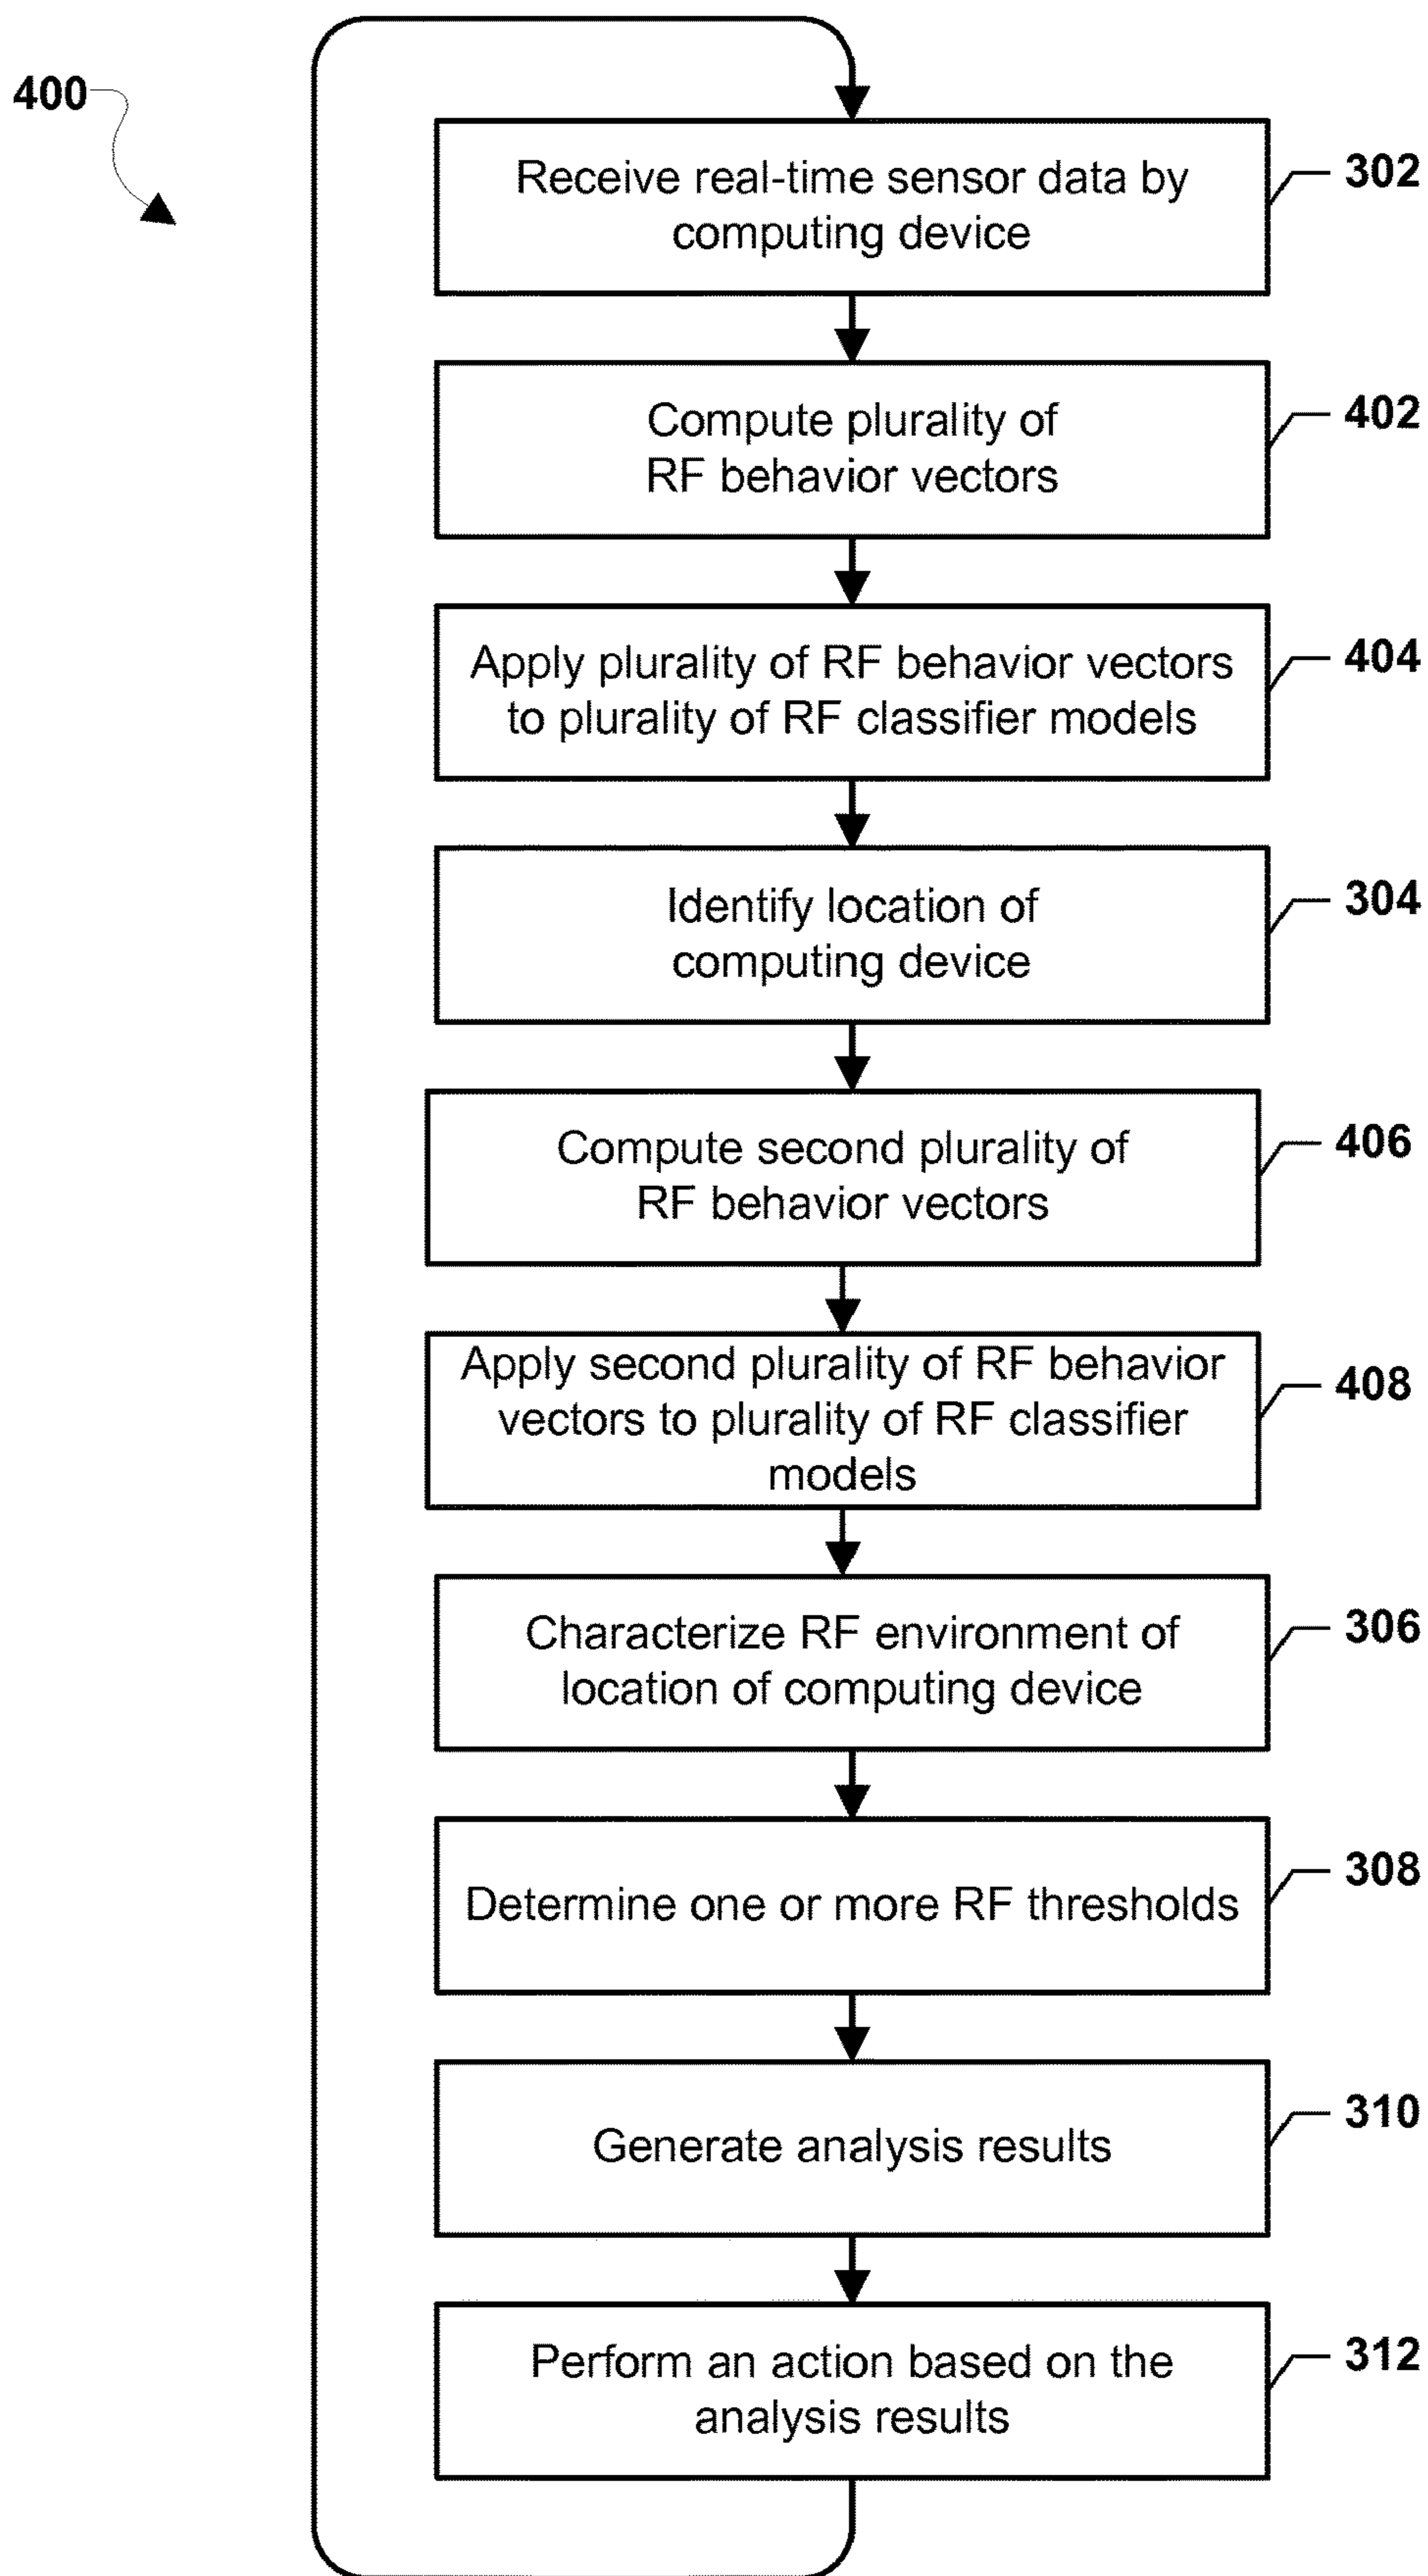 400
Receive real-time sensor data by
computing device
302
Compute plurality of
RF behavior vectors
402
Apply plurality of RF behavior vectors
to plurality of RF classifier models
404
Identify location of
computing device
304
Compute second plurality of
RF behavior vectors
406
Apply second plurality of RF behavior
vectors to plurality of RF classifier
models
408
Characterize RF environment of
location of computing device
306
Determine one or more RF thresholds
308
Generate analysis results
310
Perform an action based on the
analysis results
312